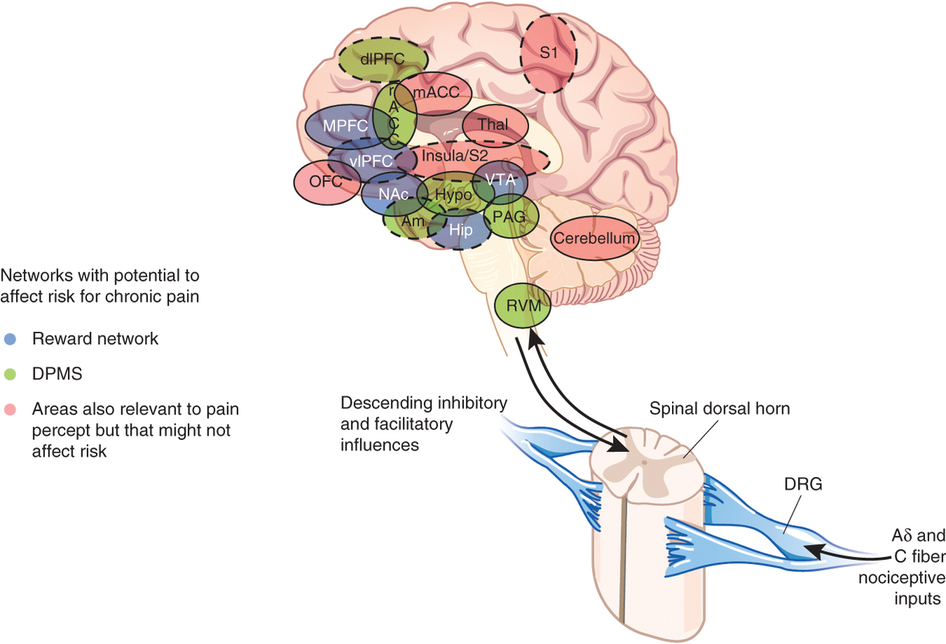 dlPFC
S1
rACC
mACC
MPFC
Thal
vlPFC
Insula/S2
OFC
NAc
Hypo
VTA
Am
Hip
PAG
Cerebellum
RVM
Networks with potential to
affect risk for chronic pain
Reward network
DPMS
Areas also relevant to pain
percept but that might not
affect risk
Descending inhibitory
and facilitatory
influences
Spinal dorsal horn
DRG
Aδ and
C fiber
nociceptive
inputs